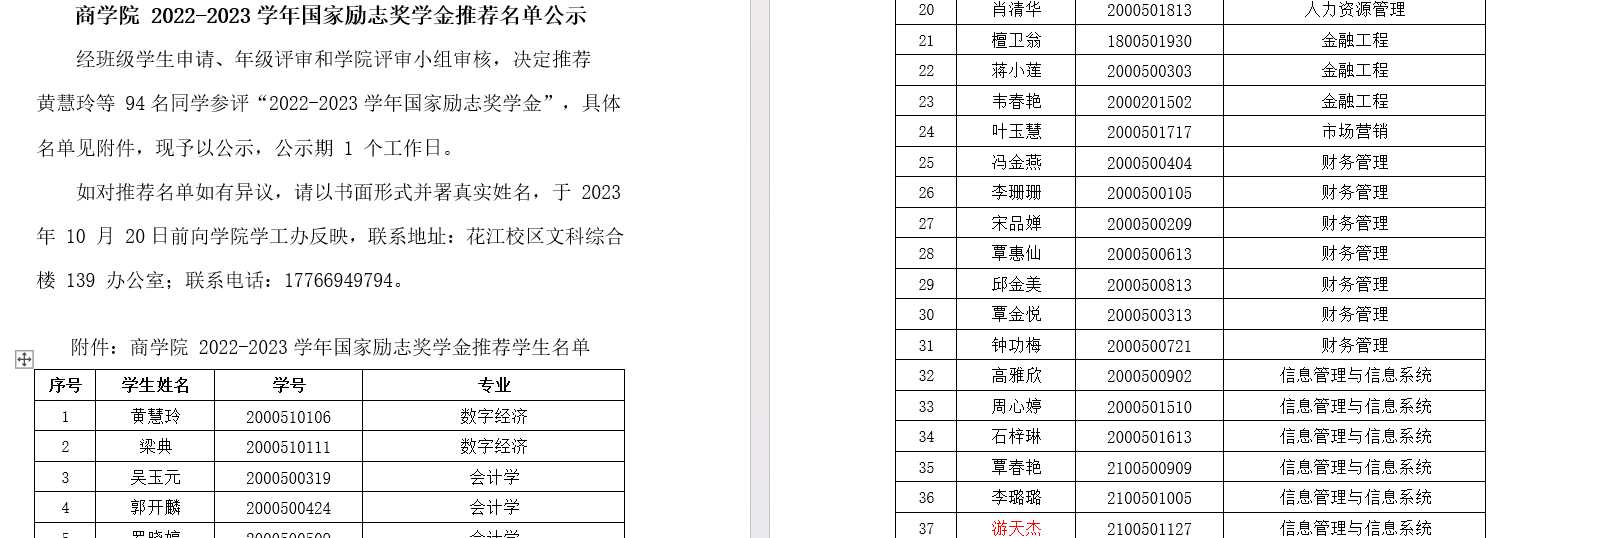 商学院 2022-2023学年国家励志奖学金推荐名单公示
经班级学生申请、年级评审和学院评审小组审核，决定推荐
黄慧玲等 94名同学参评“2022-2023学年国家励志奖学金”，具体
名单见附件，现予以公示，公示期 1 个工作日。
如对推荐名单如有异议，请以书面形式并署真实姓名，于 2023
年 10 月 20日前向学院学工办反映，联系地址：花江校区文科综合
楼 139 办公室；联系电话：17766949794。
附件：商学院 2022-2023学年国家励志奖学金推荐学生名单
序号 学生姓名 学号 专业
1 黄慧玲 2000510106 数字经济
2 梁典 2000510111 数字经济
3 吴玉元 2000500319 会计学
4 郭开麟 2000500424 会计学
会计学
20 肖清华 2000501813 人力资源管理
21 檀卫翁 1800501930 金融工程
22 蒋小莲 2000500303 金融工程
23 韦春艳 2000201502 金融工程
24 叶玉慧 2000501717 市场营销
25 冯金燕 2000500404 财务管理
26 李珊珊 2000500105 财务管理
27 宋品婵 2000500209 财务管理
28 覃惠仙 2000500613 财务管理
29 邱金美 2000500813 财务管理
30 覃金悦 2000500313 财务管理
31 钟功梅 2000500721 财务管理
32 高雅欣 2000500902 信息管理与信息系统
33 周心婷 2000501510 信息管理与信息系统
34 石梓琳 2000501613 信息管理与信息系统
35 覃春艳 2100500909 信息管理与信息系统
36 李璐璐 2100501005 信息管理与信息系统
37 游天杰 2100501127 信息管理与信息系统